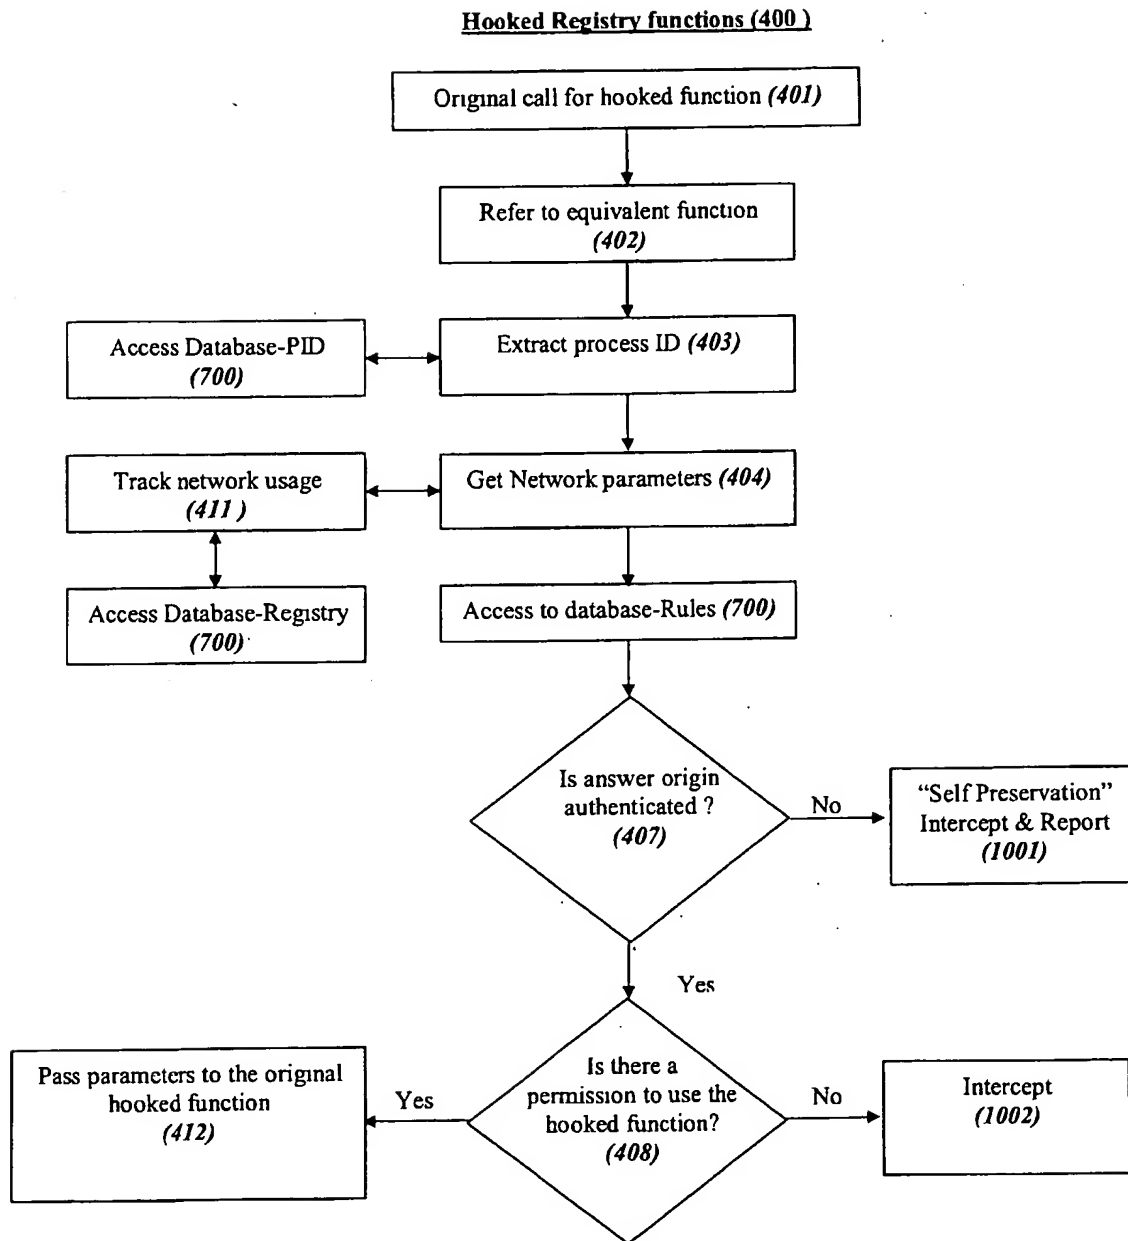 Hooked Registry functions (400 )
Original call for hooked function (401)
Refer to equivalent function
(402)
Access Database-PID
(700)
Extract process ID (403)
Track network usage
(411 )
Get Network parameters (404)
Access Database-Registry
(700)
Access to database-Rules (700)
Is answer origin
authenticated ?
(407)
No
“Self Preservation”
Intercept & Report
(1001)
Yes
Pass parameters to the original
hooked function
(412)
Yes
Is there a
permission to use the
hooked function?
(408)
No
Intercept
(1002)